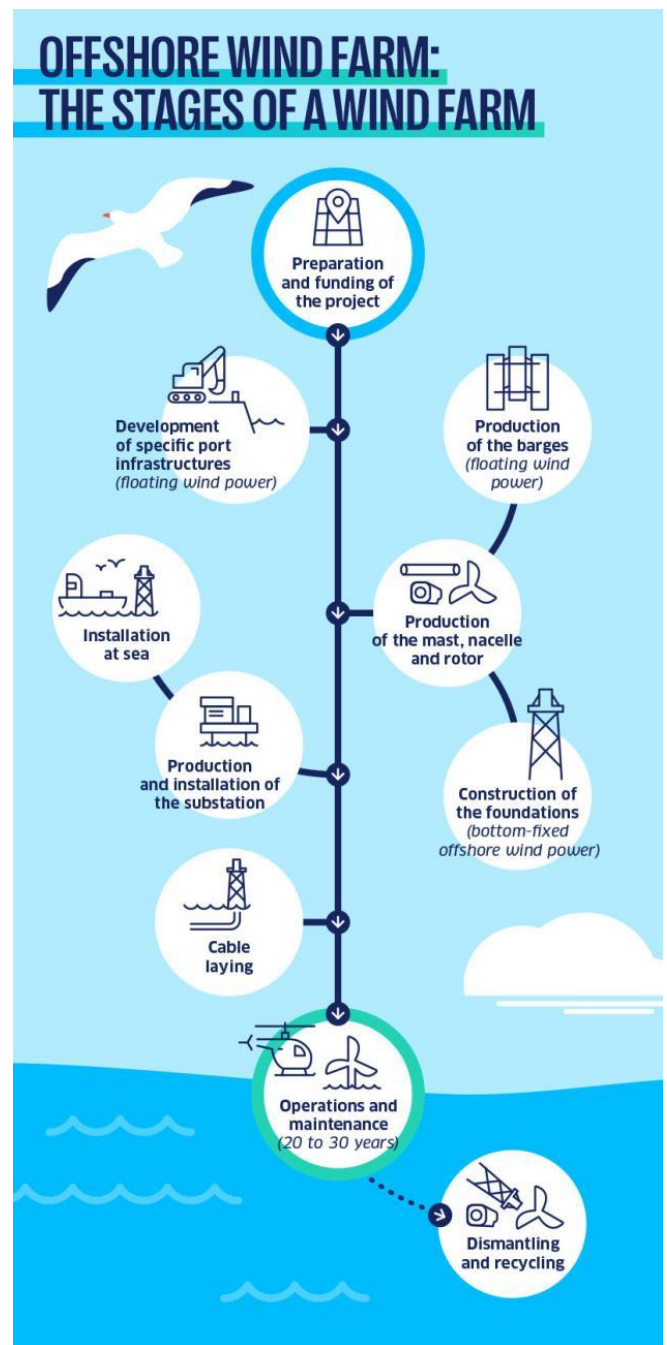 OFFSHORE WIND FARM:
THE STAGES OF A WIND FARM
Preparation
and funding of
the project
Development
of specific port
infrastructures
(floating wind power)
Production
of the barges
(floating wind
power)
Installation
at sea
Production
of the mast, nacelle
and rotor
Production
and installation of
the substation
Construction of
the foundations
(bottom-fixed
offshore wind power)
Cable
laying
Operations and
maintenance
(20 to 30 years)
Dismantling
and recycling